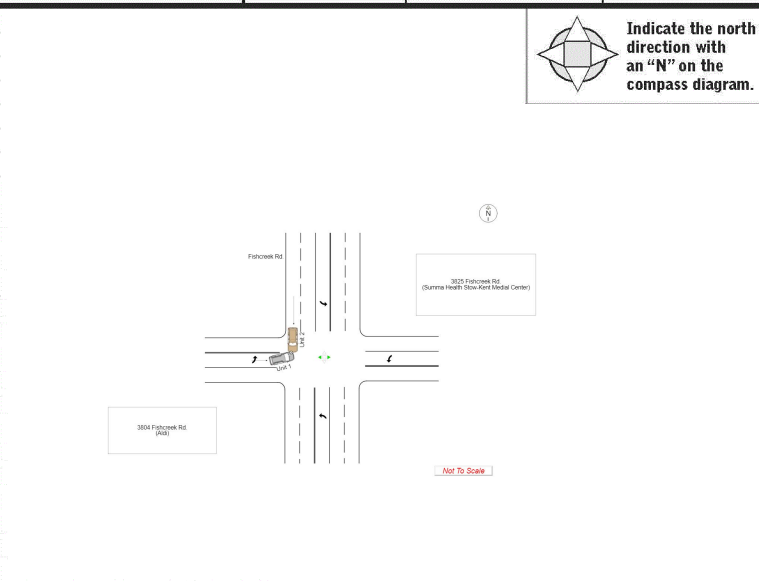 Indicate the north
direction with
an “N” on the
compass diagram.
N
Fishcreek Rd.
3825 Fishcreek Rd.
(Summa Health Stow-Kent Medial Center)
Unit 2
Unit 1
3804 Fishcreek Rd.
(Aldi)
Not To Scale